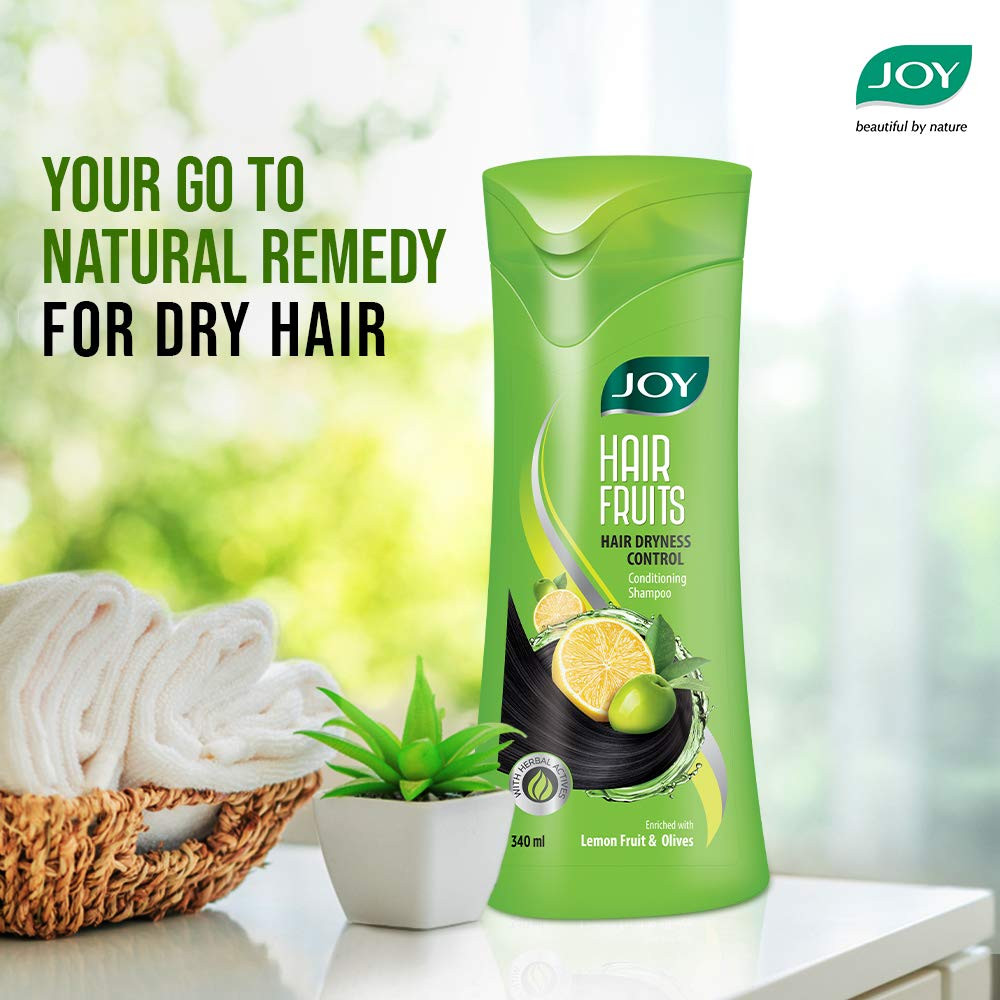 JOY
beautiful by nature
YOUR GO TO
NATURAL REMEDY
FOR DRY HAIR
JOY
HAIR
FRUITS
HAIR DRYNESS
CONTROL
Conditioning
Shampoo
WITH HERBAL ACTIVES
340 ml
Enriched with
Lemon Fruit & Olives